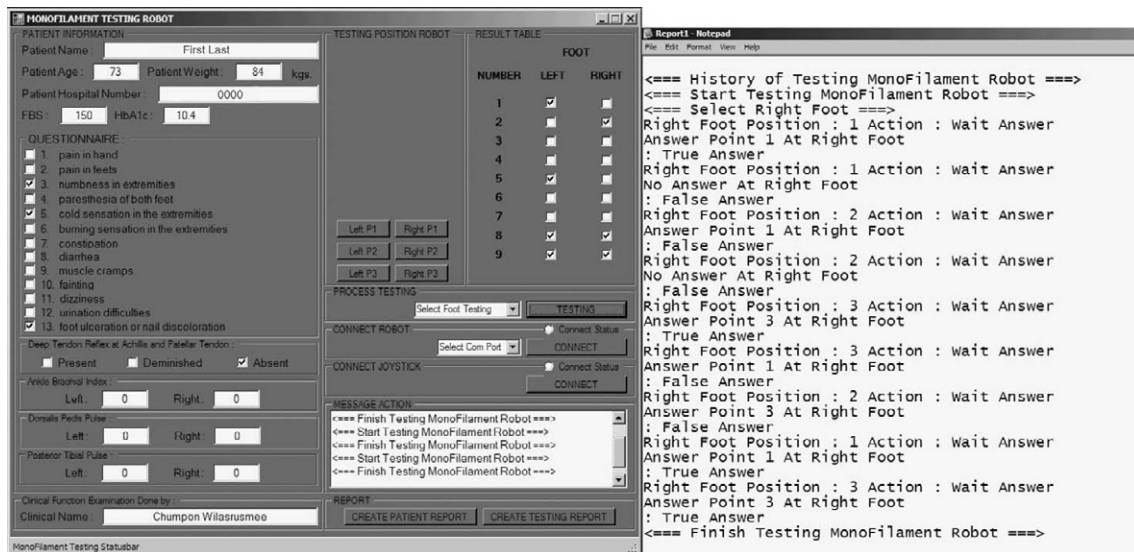 MONOFILAMENT TESTING ROBOT
PATIENT INFORMATION
Patient Name : First Last
Patient Age : 73 Patient Weight : 84 kgs.
Patient Hospital Number : 0000
FBS : 150 HbA1c : 10.4
QUESTIONNAIRE :
1. pain in hand
2. pain in feets
3. numbness in extremities
4. paresthesia of both feet
5. cold sensation in the extremities
6. burning sensation in the extremities
7. constipation
8. diarrhea
9. muscle cramps
10. fainting
11. dizziness
12. urination difficulties
13. foot ulceration or nail discoloration
Deep Tendon Reflex at Achillis and Patellar Tendon :
Present Deminished Absent
Ankle Brachial Index :
Left : 0 Right : 0
Dorsalis Pedis Pulse :
Left : 0 Right : 0
Posterior Tibial Pulse :
Left : 0 Right : 0
Clinical Function Examination Done by :
Clinical Name : Chumpon Wilasrusmee
MonoFilament Testing Statusbar
TESTING POSITION ROBOT
Left P1 Right P1
Left P2 Right P2
Left P3 Right P3
RESULT TABLE
FOOT
NUMBER LEFT RIGHT
1
2
3
4
5
6
7
8
9
PROCESS TESTING
Select Foot Testing TESTING
CONNECT ROBOT Connect Status
Select Com Port CONNECT
CONNECT JOYSTICK Connect Status
CONNECT
MESSAGE ACTION
<=== Finish Testing MonoFilament Robot ===>
<=== Start Testing MonoFilament Robot ===>
<=== Finish Testing MonoFilament Robot ===>
<=== Start Testing MonoFilament Robot ===>
<=== Finish Testing MonoFilament Robot ===>
REPORT
CREATE PATIENT REPORT CREATE TESTING REPORT
Report1 - Notepad
File Edit Format View Help
<=== History of Testing MonoFilament Robot ===>
<=== Start Testing MonoFilament Robot ===>
<=== Select Right Foot ===>
Right Foot Position : 1 Action : Wait Answer
Answer Point 1 At Right Foot
: True Answer
Right Foot Position : 1 Action : Wait Answer
No Answer At Right Foot
: False Answer
Right Foot Position : 2 Action : Wait Answer
Answer Point 1 At Right Foot
: False Answer
Right Foot Position : 2 Action : Wait Answer
No Answer At Right Foot
: False Answer
Right Foot Position : 3 Action : Wait Answer
Answer Point 3 At Right Foot
: True Answer
Right Foot Position : 3 Action : Wait Answer
Answer Point 1 At Right Foot
: False Answer
Right Foot Position : 2 Action : Wait Answer
Answer Point 3 At Right Foot
: False Answer
Right Foot Position : 1 Action : Wait Answer
Answer Point 1 At Right Foot
: True Answer
Right Foot Position : 3 Action : Wait Answer
Answer Point 3 At Right Foot
: True Answer
<=== Finish Testing MonoFilament Robot ===>